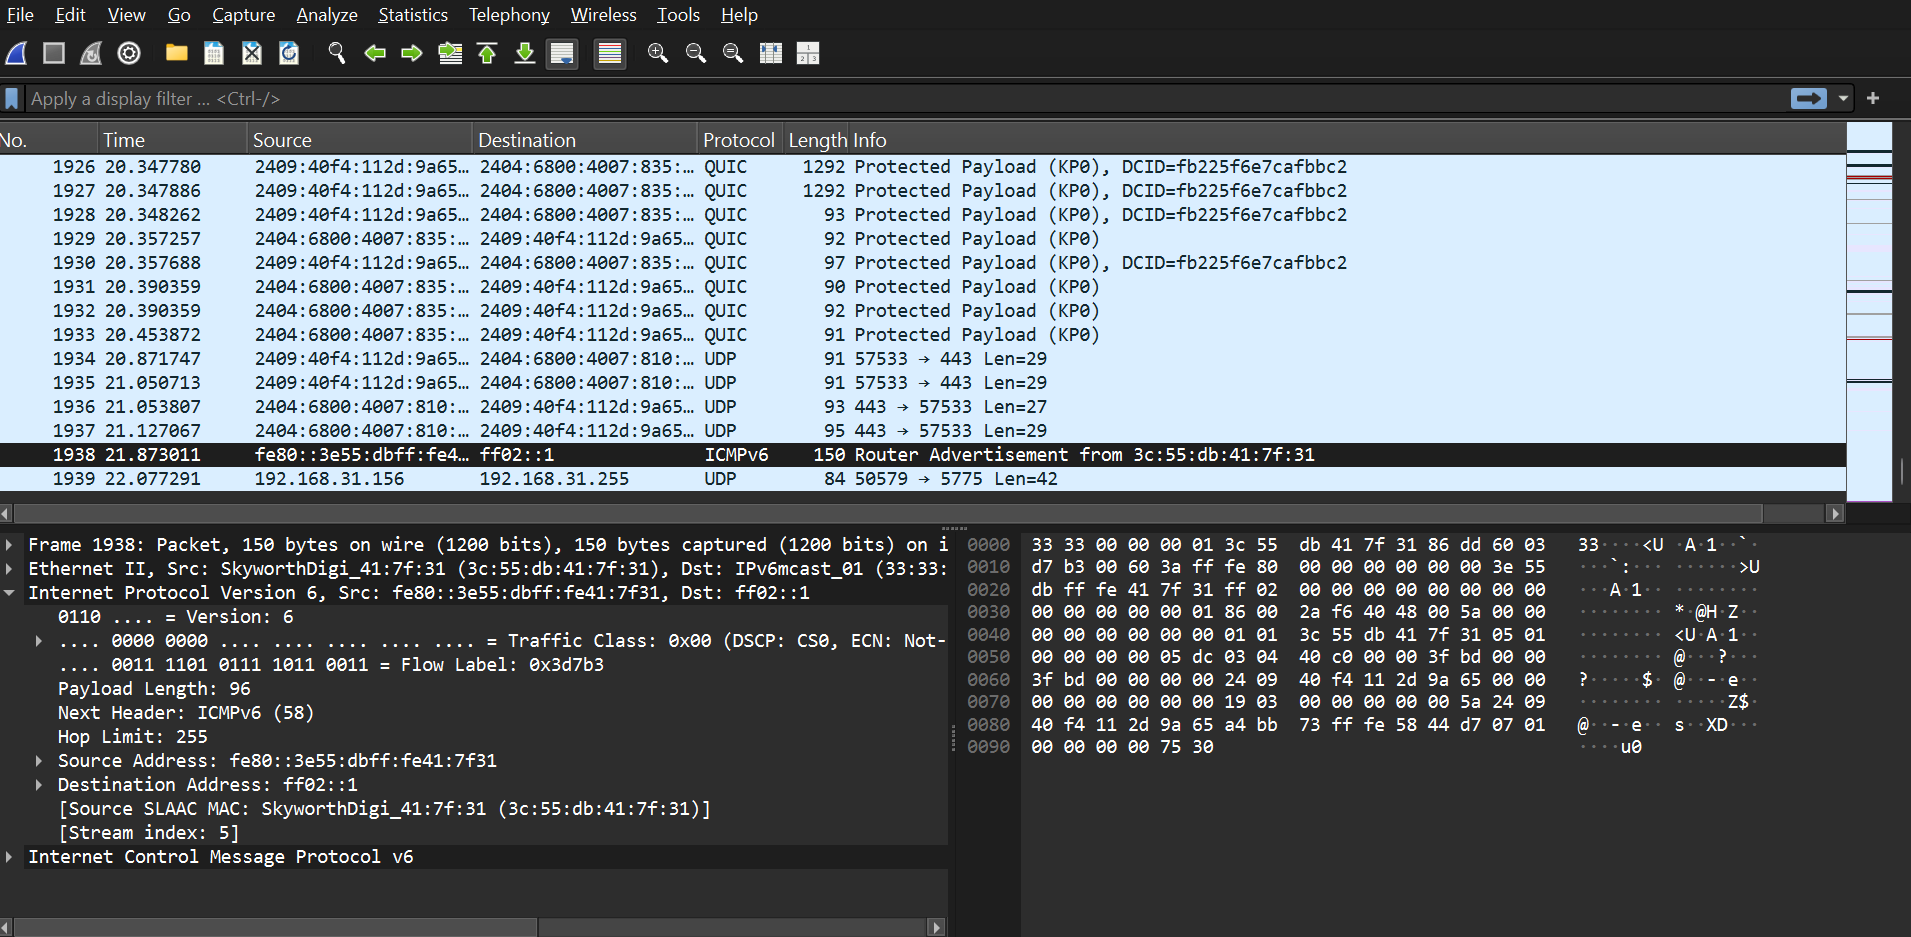 File Edit View Go Capture Analyze Statistics Telephony Wireless Tools Help
Apply a display filter … <Ctrl-/>
No. Time Source Destination Protocol Length Info
1926 20.347780 2409:40f4:112d:9a65… 2404:6800:4007:835:… QUIC 1292 Protected Payload (KP0), DCID=fb225f6e7cafbbc2
1927 20.347886 2409:40f4:112d:9a65… 2404:6800:4007:835:… QUIC 1292 Protected Payload (KP0), DCID=fb225f6e7cafbbc2
1928 20.348262 2409:40f4:112d:9a65… 2404:6800:4007:835:… QUIC 93 Protected Payload (KP0), DCID=fb225f6e7cafbbc2
1929 20.357257 2404:6800:4007:835:… 2409:40f4:112d:9a65… QUIC 92 Protected Payload (KP0)
1930 20.357688 2409:40f4:112d:9a65… 2404:6800:4007:835:… QUIC 97 Protected Payload (KP0), DCID=fb225f6e7cafbbc2
1931 20.390359 2404:6800:4007:835:… 2409:40f4:112d:9a65… QUIC 90 Protected Payload (KP0)
1932 20.390359 2404:6800:4007:835:… 2409:40f4:112d:9a65… QUIC 92 Protected Payload (KP0)
1933 20.453872 2404:6800:4007:835:… 2409:40f4:112d:9a65… QUIC 91 Protected Payload (KP0)
1934 20.871747 2409:40f4:112d:9a65… 2404:6800:4007:810:… UDP 91 57533 → 443 Len=29
1935 21.050713 2409:40f4:112d:9a65… 2404:6800:4007:810:… UDP 91 57533 → 443 Len=29
1936 21.053807 2404:6800:4007:810:… 2409:40f4:112d:9a65… UDP 93 443 → 57533 Len=27
1937 21.127067 2404:6800:4007:810:… 2409:40f4:112d:9a65… UDP 95 443 → 57533 Len=29
1938 21.873011 fe80::3e55:dbff:fe4… ff02::1 ICMPv6 150 Router Advertisement from 3c:55:db:41:7f:31
1939 22.077291 192.168.31.156 192.168.31.255 UDP 84 50579 → 5775 Len=42
Frame 1938: Packet, 150 bytes on wire (1200 bits), 150 bytes captured (1200 bits) on i
Ethernet II, Src: SkyworthDigi_41:7f:31 (3c:55:db:41:7f:31), Dst: IPv6mcast_01 (33:33:
Internet Protocol Version 6, Src: fe80::3e55:dbff:fe41:7f31, Dst: ff02::1
0110 .... = Version: 6
.... 0000 0000 .... .... .... .... .... = Traffic Class: 0x00 (DSCP: CS0, ECN: Not-
.... 0011 1101 0111 1011 0011 = Flow Label: 0x3d7b3
Payload Length: 96
Next Header: ICMPv6 (58)
Hop Limit: 255
Source Address: fe80::3e55:dbff:fe41:7f31
Destination Address: ff02::1
[Source SLAAC MAC: SkyworthDigi_41:7f:31 (3c:55:db:41:7f:31)]
[Stream index: 5]
Internet Control Message Protocol v6
0000 33 33 00 00 00 01 3c 55 db 41 7f 31 86 dd 60 03 33····<U ·A·1··`·
0010 d7 b3 00 60 3a ff fe 80 00 00 00 00 00 00 3e 55 ···`:··· ······>U
0020 db ff fe 41 7f 31 ff 02 00 00 00 00 00 00 00 00 ···A·1·· ········
0030 00 00 00 00 00 01 86 00 2a f6 40 48 00 5a 00 00 ········ *·@H·Z··
0040 00 00 00 00 00 00 01 01 3c 55 db 41 7f 31 05 01 ········ <U·A·1··
0050 00 00 00 00 05 dc 03 04 40 c0 00 00 3f bd 00 00 ········ @···?···
0060 3f bd 00 00 00 00 24 09 40 f4 11 2d 9a 65 00 00 ?·····$· @··-·e··
0070 00 00 00 00 00 00 19 03 00 00 00 00 00 5a 24 09 ········ ·····Z$·
0080 40 f4 11 2d 9a 65 a4 bb 73 ff fe 58 44 d7 07 01 @··-·e·· s··XD···
0090 00 00 00 00 75 30 ····u0